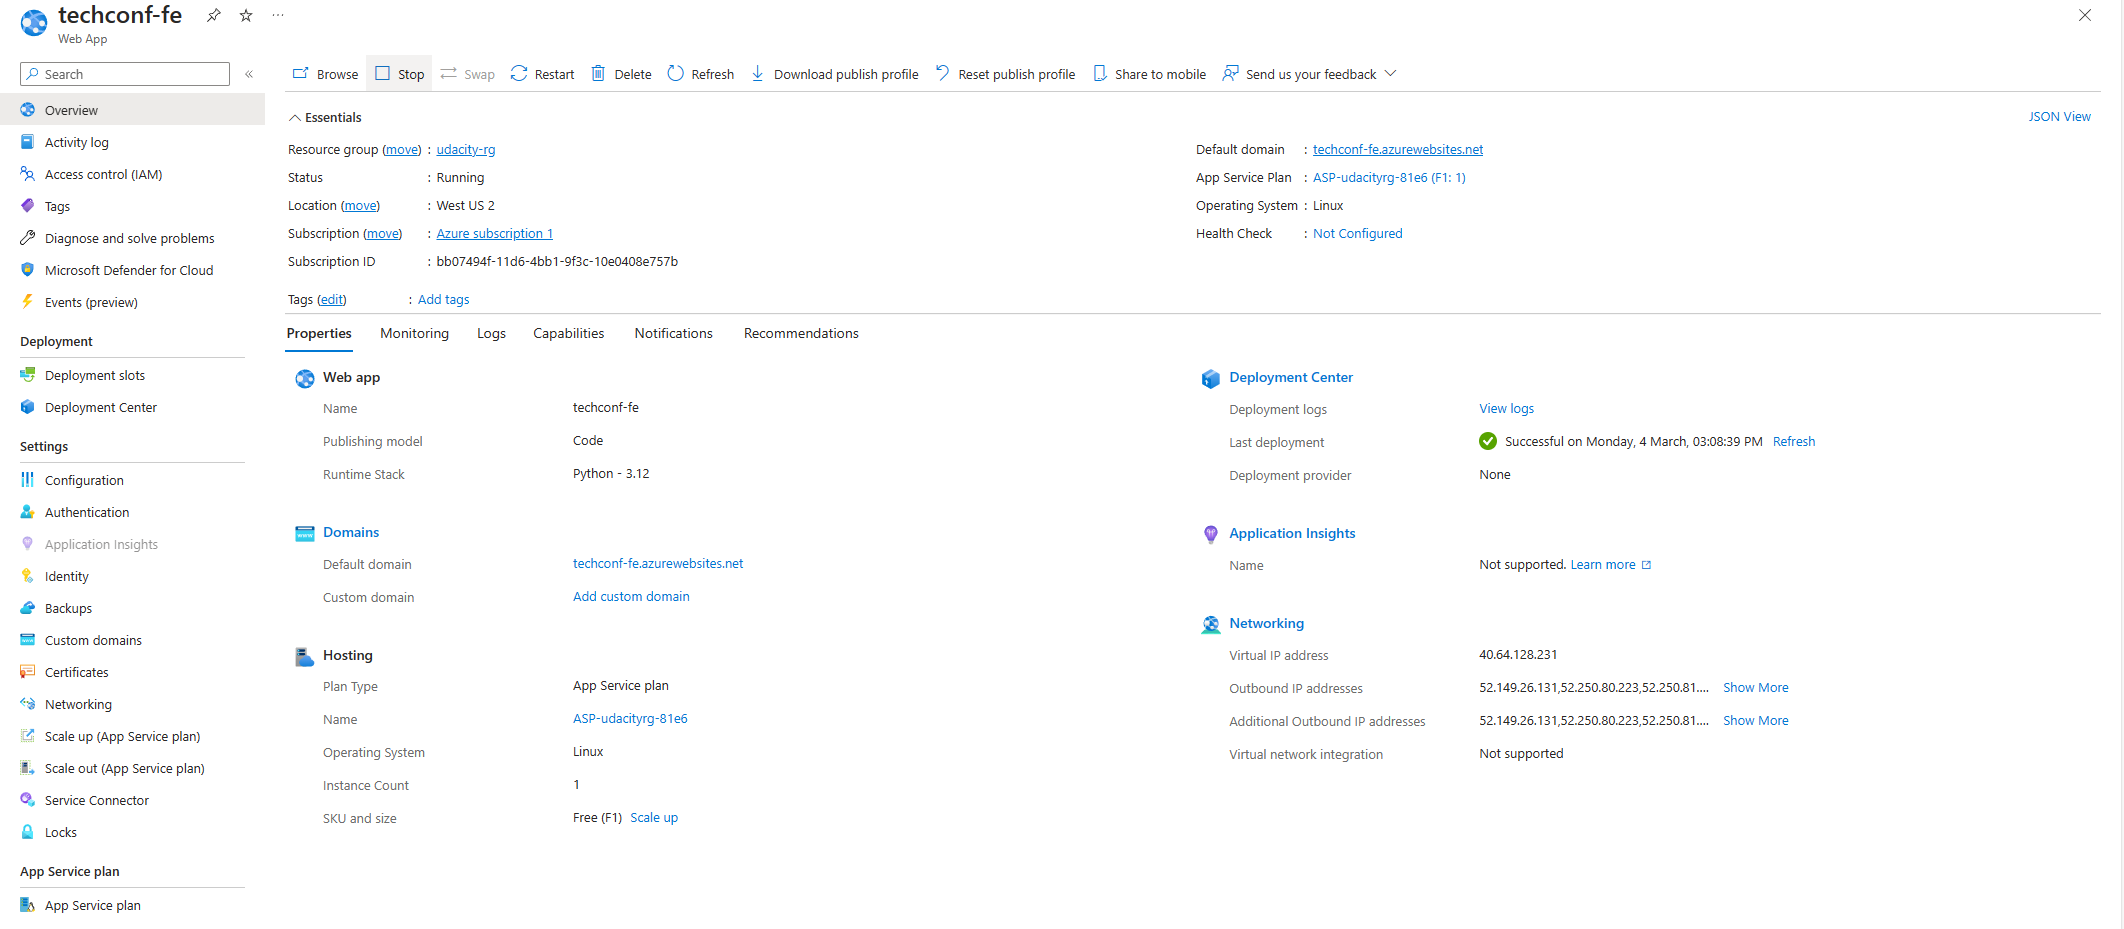 techconf-fe
Web App
Search
«
Browse
Stop
Swap
Restart
Delete
Refresh
Download publish profile
Reset publish profile
Share to mobile
Send us your feedback
Overview
Activity log
Access control (IAM)
Tags
Diagnose and solve problems
Microsoft Defender for Cloud
Events (preview)
Deployment
Deployment slots
Deployment Center
Settings
Configuration
Authentication
Application Insights
Identity
Backups
Custom domains
Certificates
Networking
Scale up (App Service plan)
Scale out (App Service plan)
Service Connector
Locks
App Service plan
App Service plan
Essentials
JSON View
Resource group (move) : udacity-rg
Status : Running
Location (move) : West US 2
Subscription (move) : Azure subscription 1
Subscription ID : bb07494f-11d6-4bb1-9f3c-10e0408e757b
Default domain : techconf-fe.azurewebsites.net
App Service Plan : ASP-udacityrg-81e6 (F1: 1)
Operating System : Linux
Health Check : Not Configured
Tags (edit) : Add tags
Properties
Monitoring
Logs
Capabilities
Notifications
Recommendations
Web app
Name techconf-fe
Publishing model Code
Runtime Stack Python - 3.12
Domains
Default domain techconf-fe.azurewebsites.net
Custom domain Add custom domain
Hosting
Plan Type App Service plan
Name ASP-udacityrg-81e6
Operating System Linux
Instance Count 1
SKU and size Free (F1) Scale up
Deployment Center
Deployment logs View logs
Last deployment Successful on Monday, 4 March, 03:08:39 PM Refresh
Deployment provider None
Application Insights
Name Not supported. Learn more
Networking
Virtual IP address 40.64.128.231
Outbound IP addresses 52.149.26.131,52.250.80.223,52.250.81.... Show More
Additional Outbound IP addresses 52.149.26.131,52.250.80.223,52.250.81.... Show More
Virtual network integration Not supported